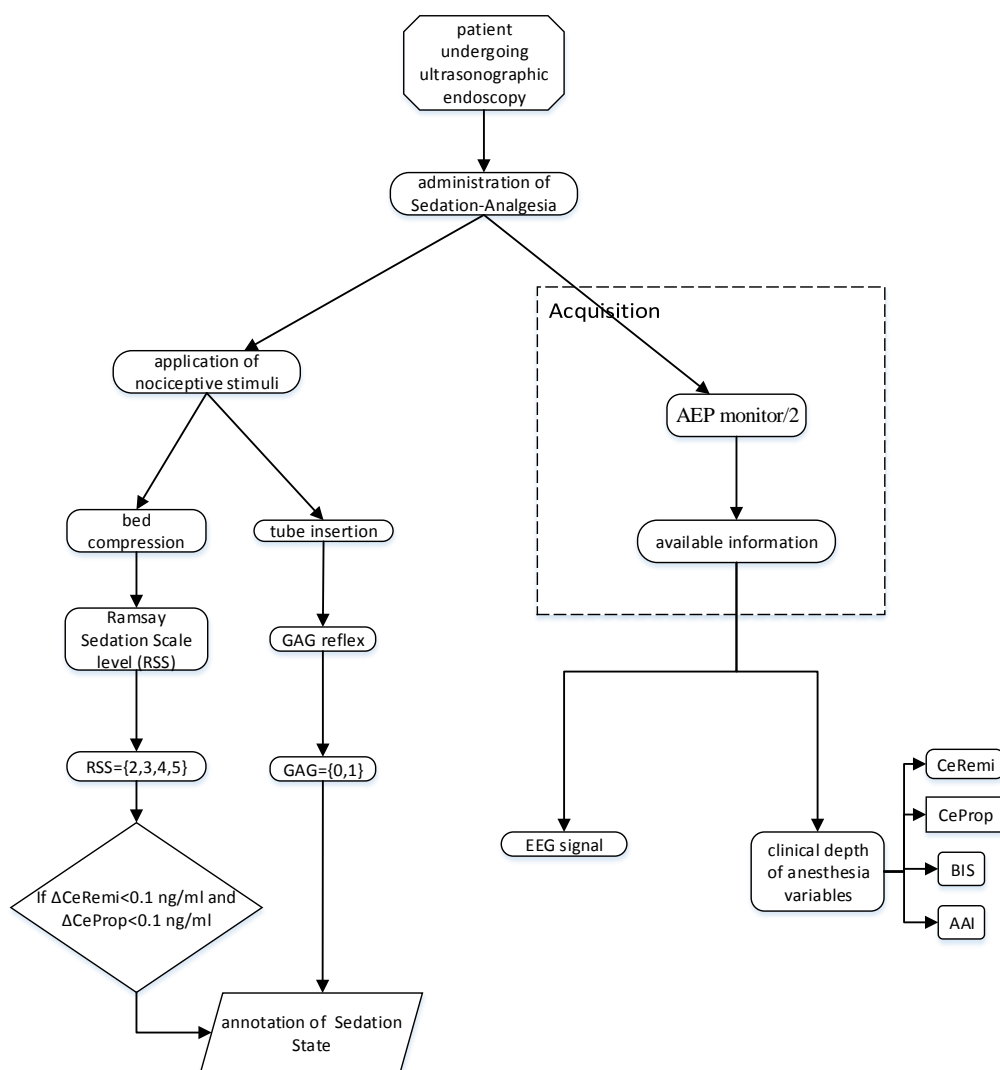 patient
undergoing
ultrasonographic
endoscopy
administration of
Sedation-Analgesia
Acquisition
application of
nociceptive stimuli
AEP monitor/2
bed
compression
tube insertion
available information
Ramsay
Sedation Scale
level (RSS)
GAG reflex
RSS={2,3,4,5}
GAG={0,1}
CeRemi
CeProp
EEG signal
clinical depth
of anesthesia
variables
BIS
AAI
If ΔCeRemi<0.1 ng/ml and
ΔCeProp<0.1 ng/ml
annotation of Sedation
State